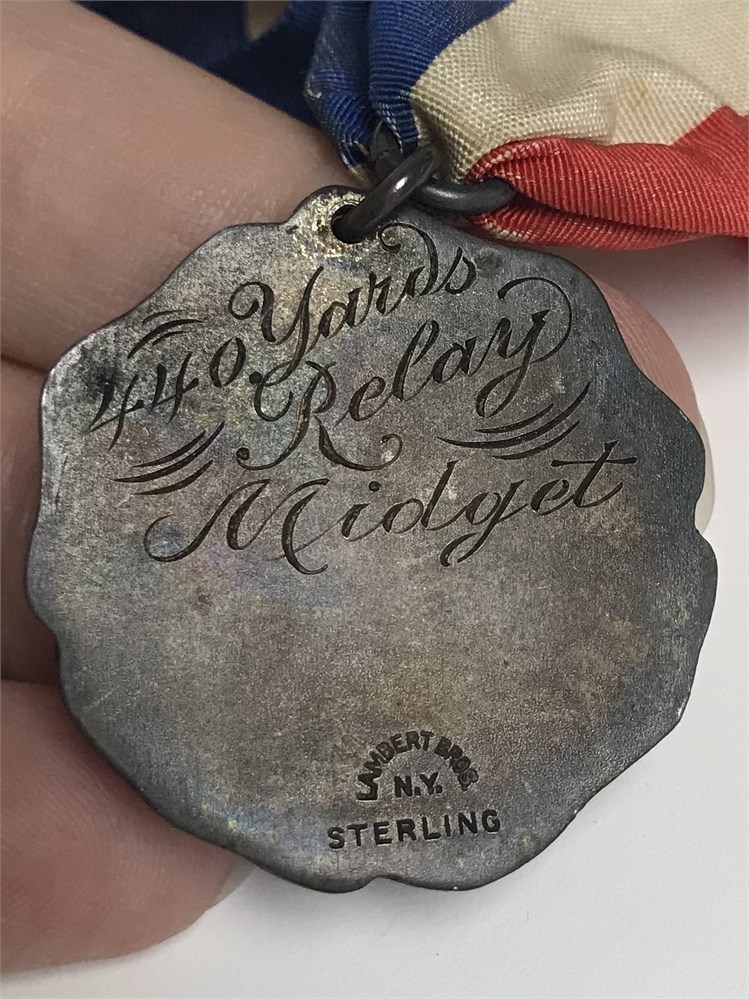 440 Yards
Relay
Midget
LAMBERT BROS.
N.Y.
STERLING